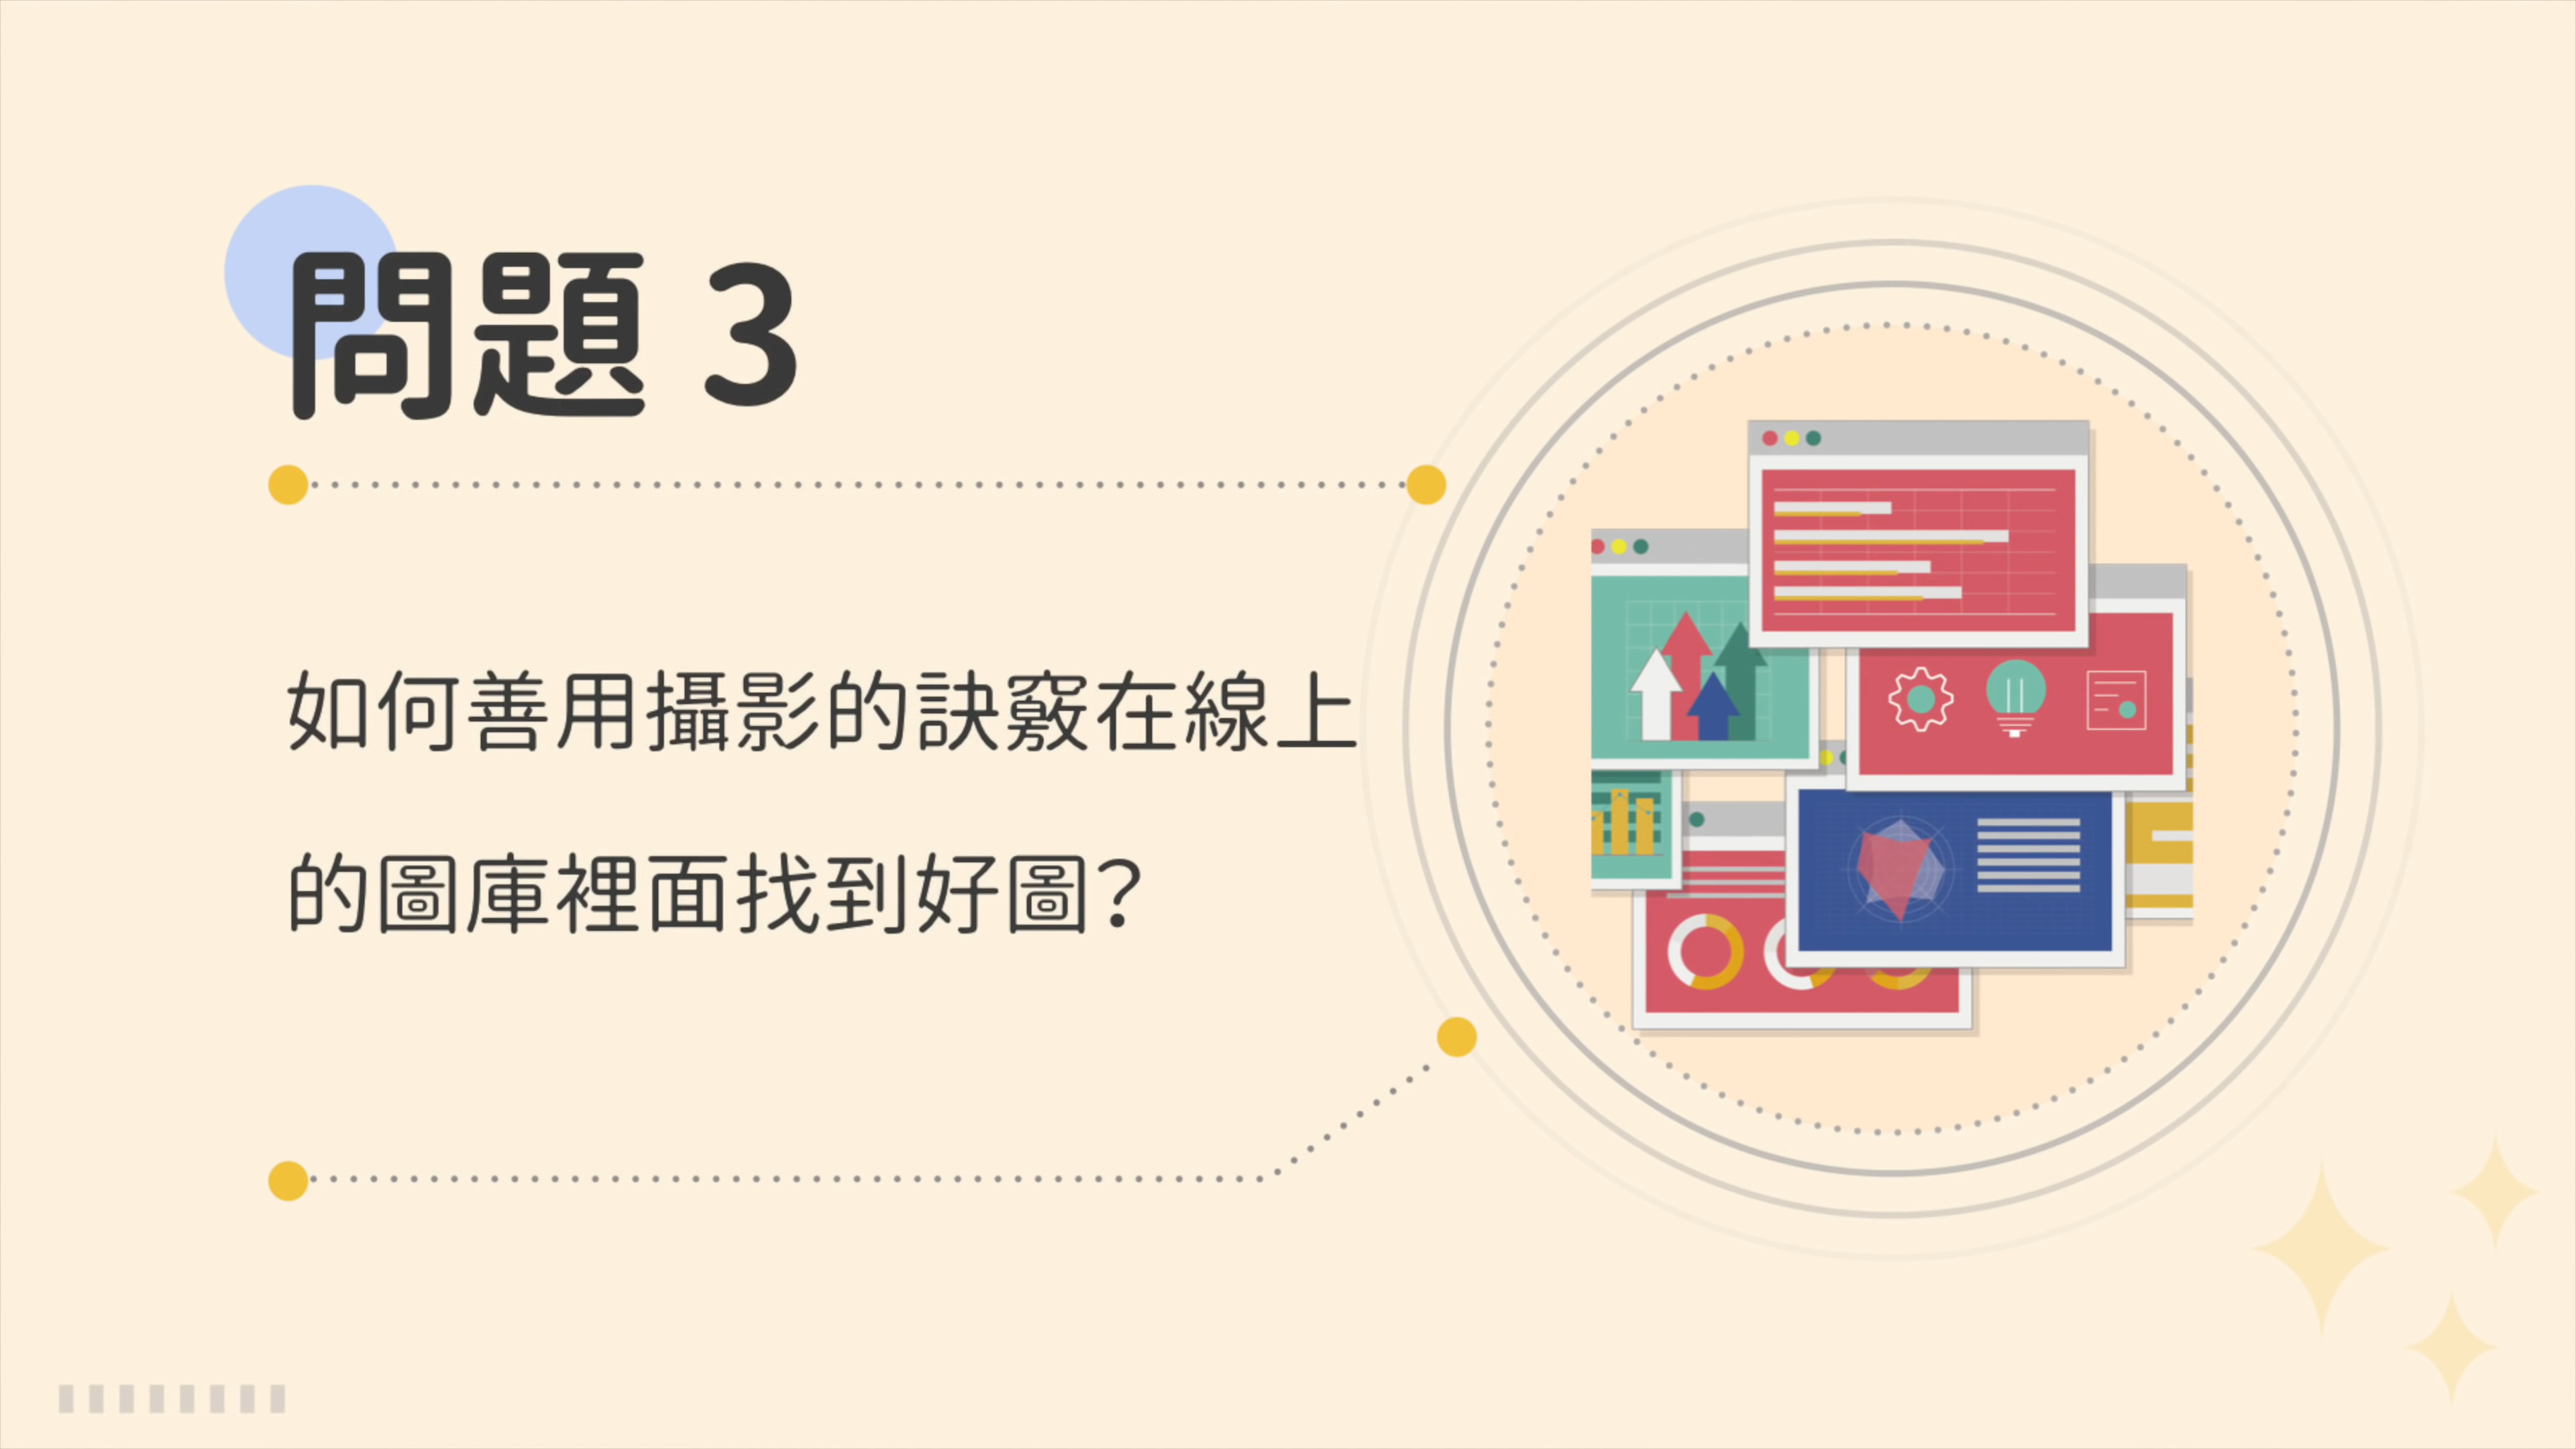 問題 3
如何善用攝影的訣竅在線上
的圖庫裡面找到好圖？